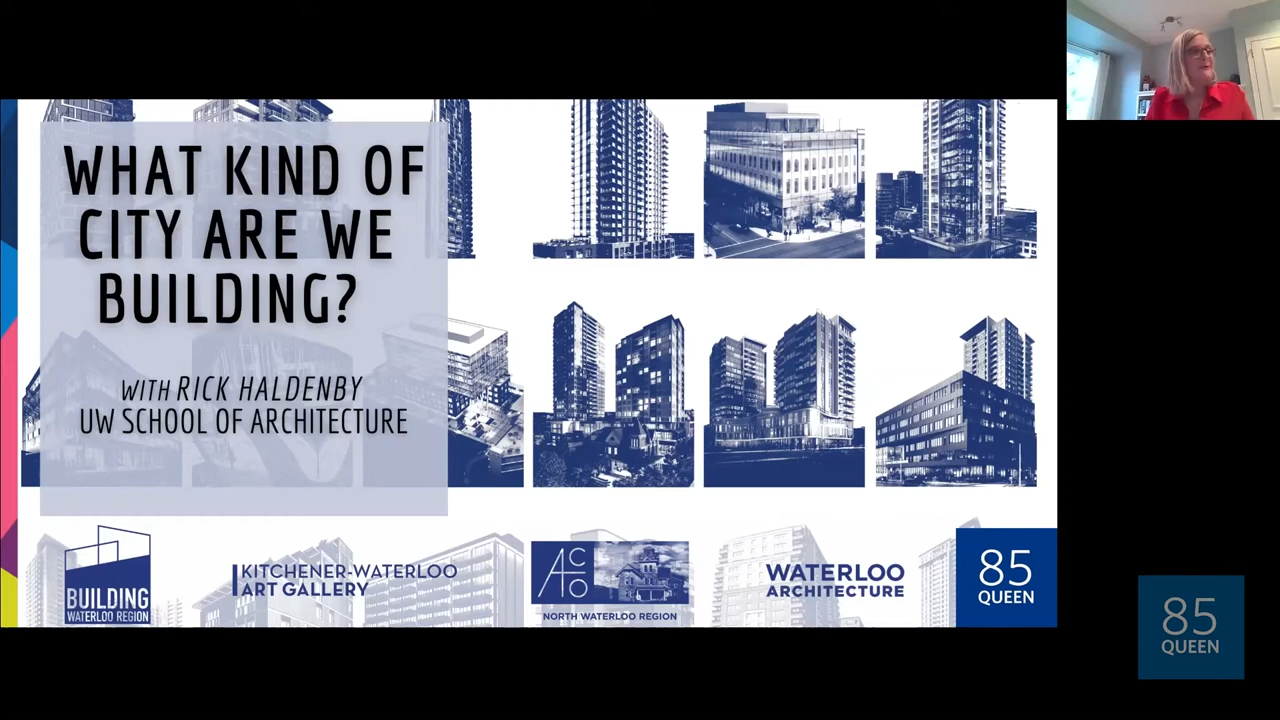 WHAT KIND OF
CITY ARE WE
BUILDING?
WITH RICK HALDENBY
UW SCHOOL OF ARCHITECTURE
BUILDING
WATERLOO REGION
KITCHENER-WATERLOO
ART GALLERY
ACO
NORTH WATERLOO REGION
WATERLOO
ARCHITECTURE
85
QUEEN
85
QUEEN